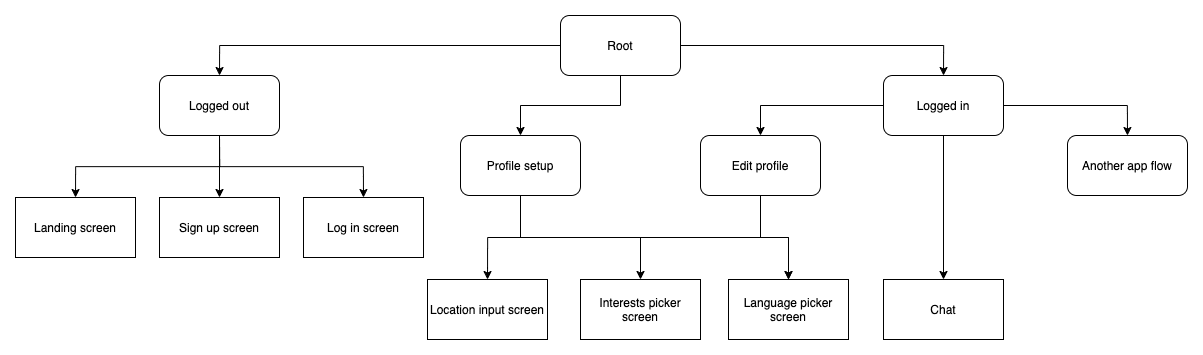 Root
Logged out
Logged in
Profile setup
Edit profile
Another app flow
Landing screen
Sign up screen
Log in screen
Location input screen
Interests picker
screen
Language picker
screen
Chat